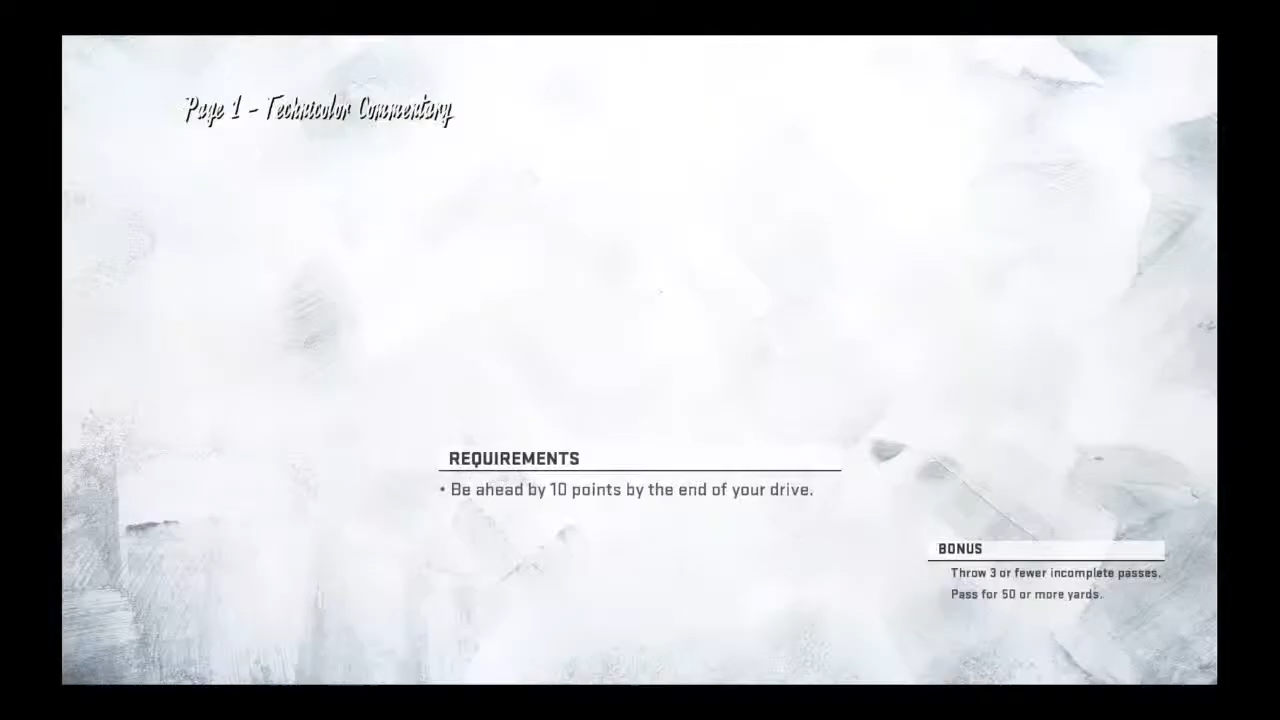 Page 1 - Technicolor Commentary
REQUIREMENTS
• Be ahead by 10 points by the end of your drive.
BONUS
Throw 3 or fewer incomplete passes.
Pass for 50 or more yards.